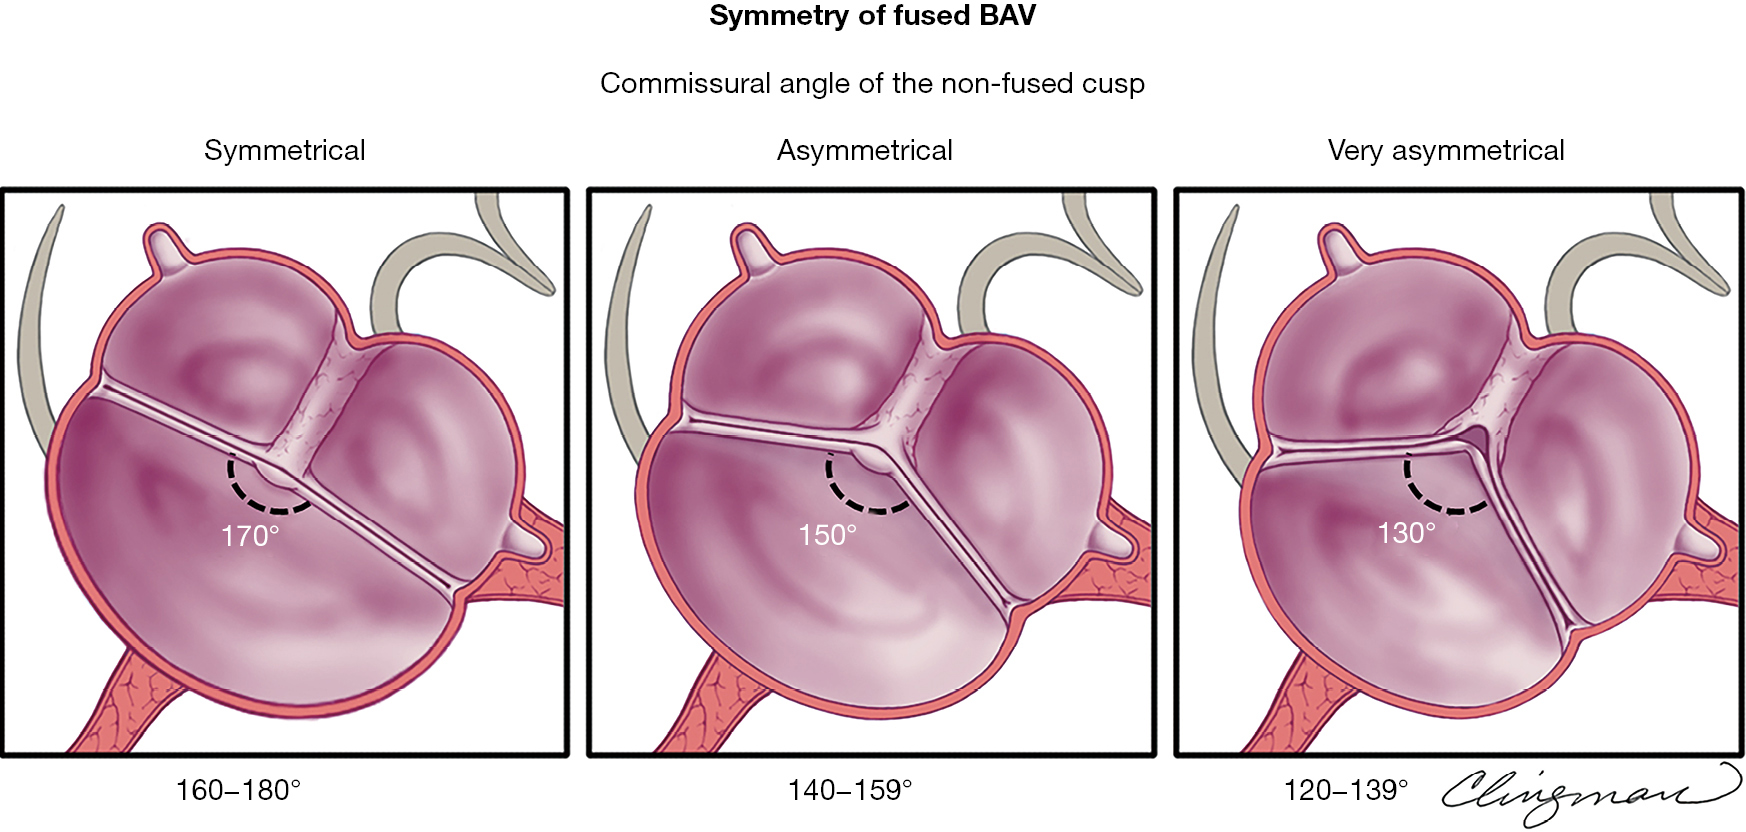 Symmetry of fused BAV
Commissural angle of the non-fused cusp
Symmetrical
Asymmetrical
Very asymmetrical
170°
150°
130°
160–180°
140–159°
120–139°
Clingman